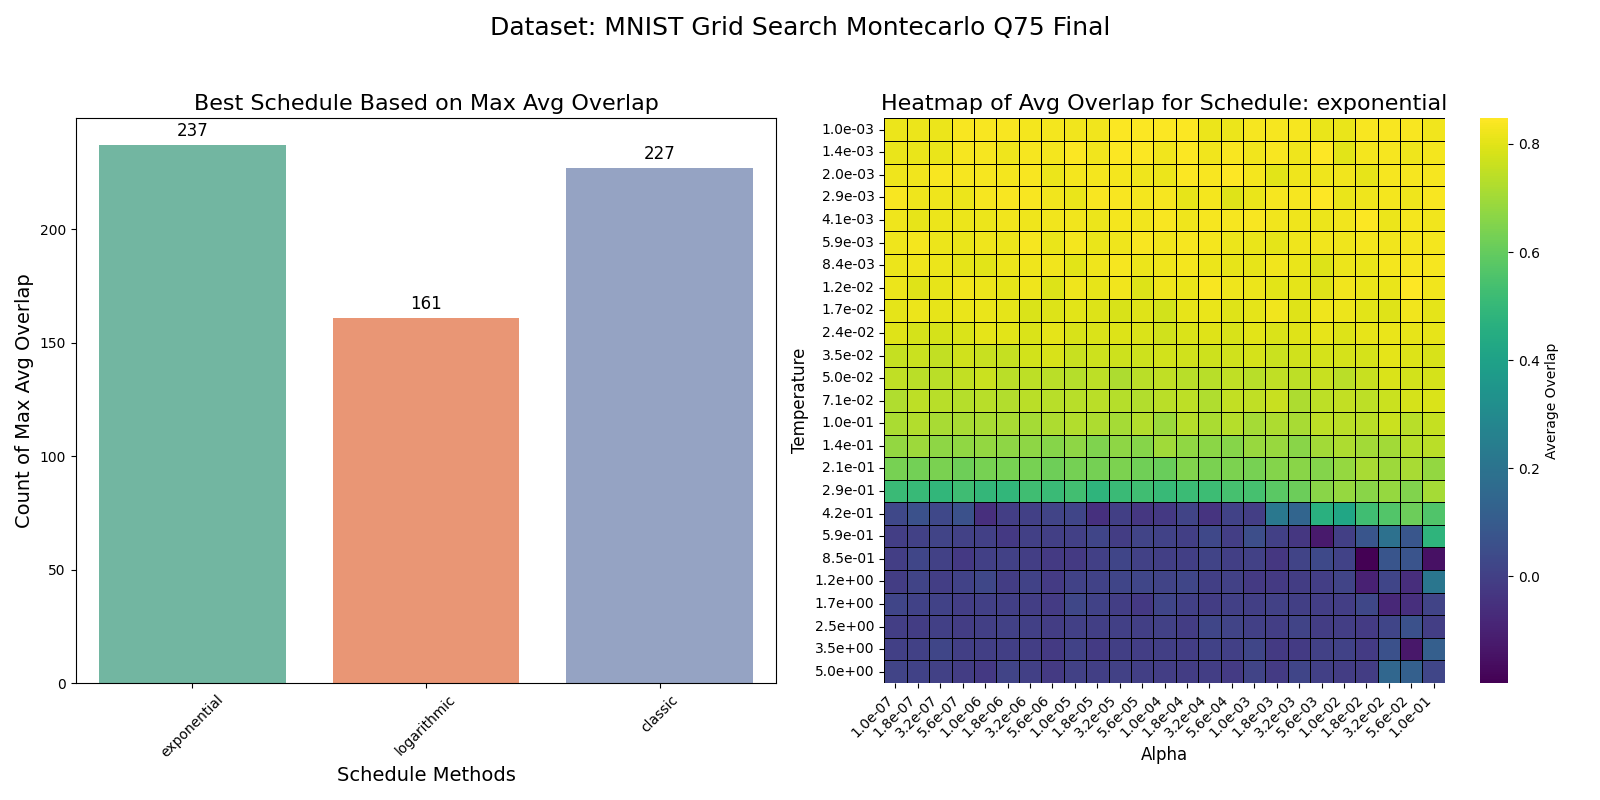 Dataset: MNIST Grid Search Montecarlo Q75 Final
Best Schedule Based on Max Avg Overlap
Count of Max Avg Overlap
200
150
100
50
0
237
161
227
exponential
logarithmic
classic
Schedule Methods
Heatmap of Avg Overlap for Schedule: exponential
Temperature
1.0e-03
1.4e-03
2.0e-03
2.9e-03
4.1e-03
5.9e-03
8.4e-03
1.2e-02
1.7e-02
2.4e-02
3.5e-02
5.0e-02
7.1e-02
1.0e-01
1.4e-01
2.1e-01
2.9e-01
4.2e-01
5.9e-01
8.5e-01
1.2e+00
1.7e+00
2.5e+00
3.5e+00
5.0e+00
1.0e-07
1.8e-07
3.2e-07
5.6e-07
1.0e-06
1.8e-06
3.2e-06
5.6e-06
1.0e-05
1.8e-05
3.2e-05
5.6e-05
1.0e-04
1.8e-04
3.2e-04
5.6e-04
1.0e-03
1.8e-03
3.2e-03
5.6e-03
1.0e-02
1.8e-02
3.2e-02
5.6e-02
1.0e-01
Alpha
0.8
0.6
0.4
0.2
0.0
Average Overlap